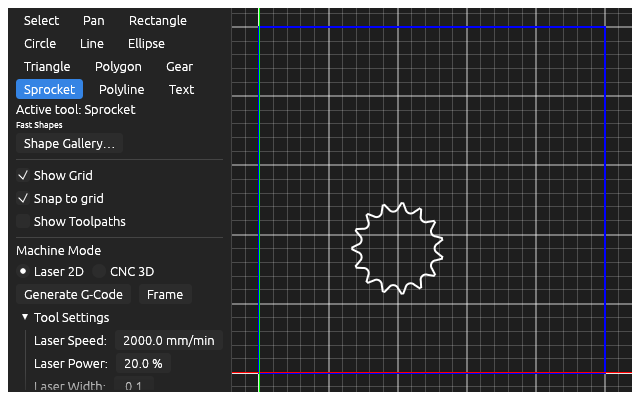 Select Pan Rectangle
Circle Line Ellipse
Triangle Polygon Gear
Sprocket Polyline Text
Active tool: Sprocket
Fast Shapes
Shape Gallery...
Show Grid
Snap to grid
Show Toolpaths
Machine Mode
Laser 2D CNC 3D
Generate G-Code Frame
Tool Settings
Laser Speed: 2000.0 mm/min
Laser Power: 20.0 %
Laser Width: 0.1